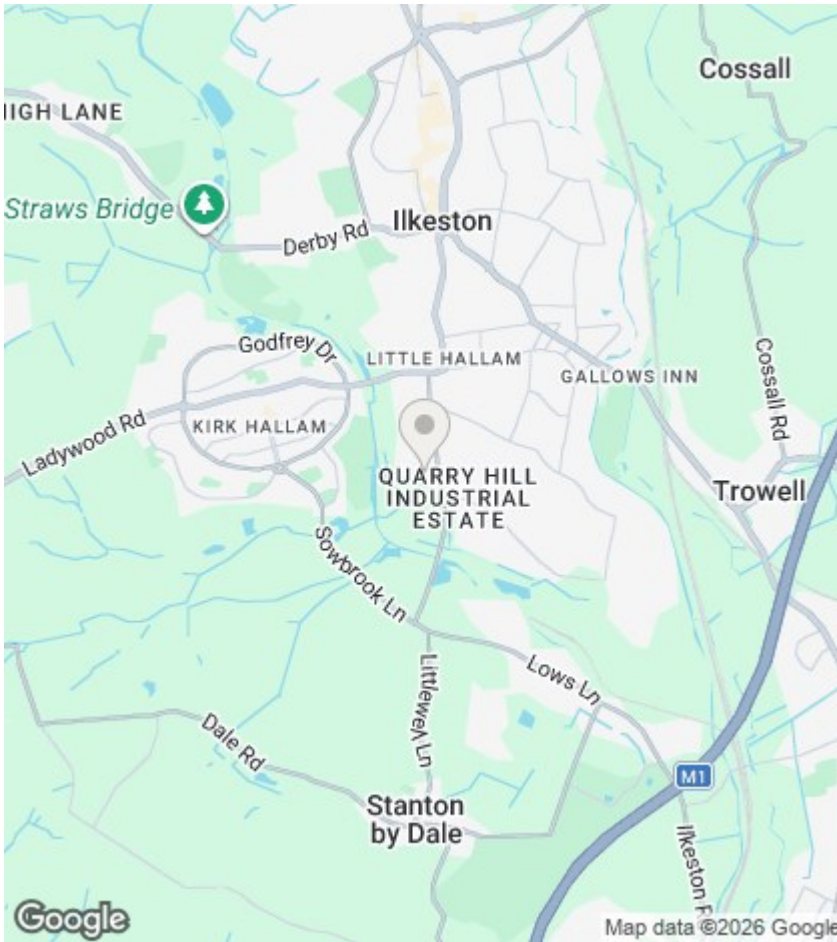 Cossall
HIGH LANE
Straws Bridge
Derby Rd
Ilkeston
Godfrey Dr
LITTLE HALLAM
GALLOWS INN
Cossall Rd
Ladywood Rd
KIRK HALLAM
QUARRY HILL
INDUSTRIAL
ESTATE
Trowell
Sowbrook Ln
Littlewey Ln
Lows Ln
Dale Rd
M1
Stanton
by Dale
Ilkeston R
Google
Map data ©2026 Google